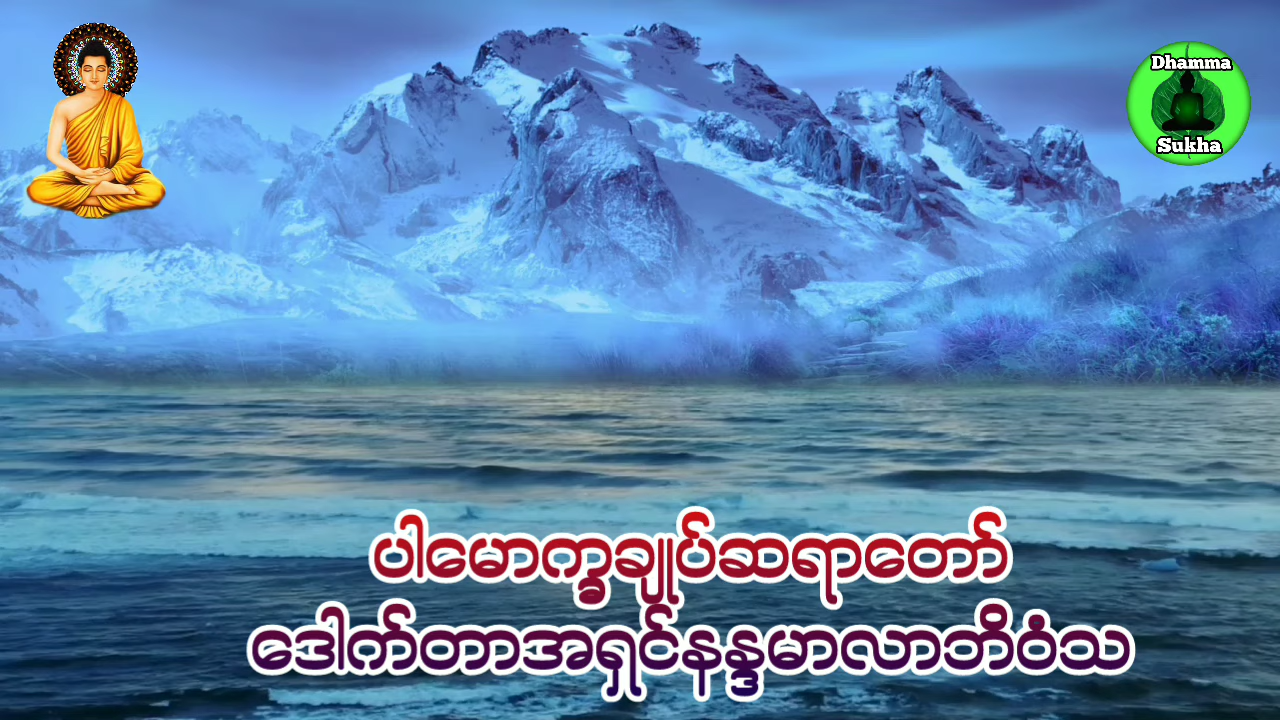 Dhamma
Sukha
ပါမောက္ခချုပ်ဆရာတော်
ဒေါက်တာအရှင်နန္ဒမာလာဘိဝံသ